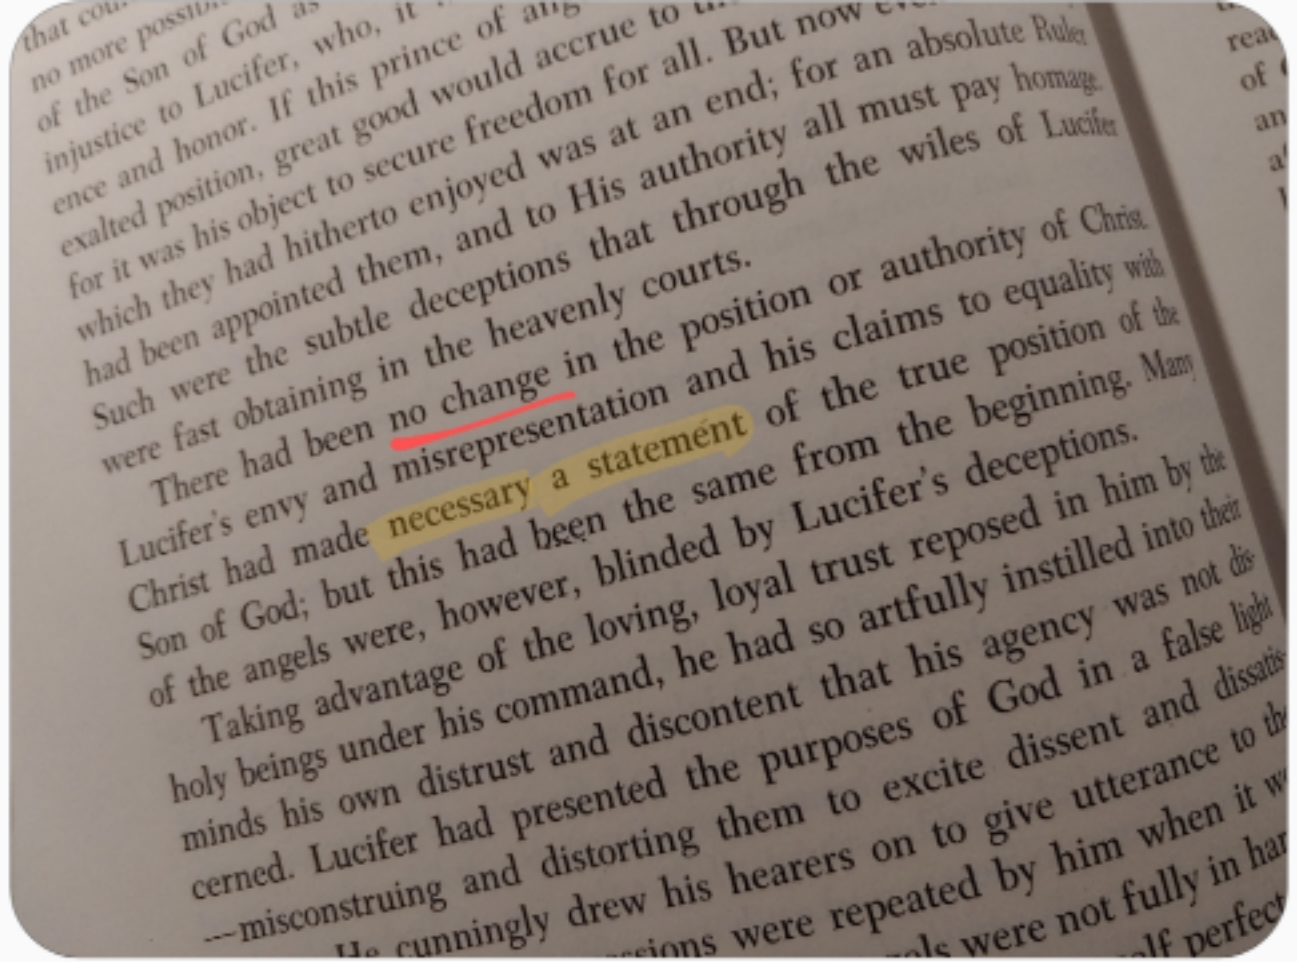 that
no more
of the Son of God as
injustice to Lucifer, who, it
ence and honor. If this prince of
exalted position, great good would accrue to
for it was his object to secure freedom for all. But now
which they had hitherto enjoyed was at an end; for an absolute Ruler
had been appointed them, and to His authority all must pay homage.
Such were the subtle deceptions that through the wiles of Lucifer
were fast obtaining in the heavenly courts.
There had been no change in the position or authority of Christ.
Lucifer's envy and misrepresentation and his claims to equality with
Christ had made necessary a statement of the true position of the
Son of God; but this had been the same from the beginning. Many
of the angels were, however, blinded by Lucifer's deceptions.
Taking advantage of the loving, loyal trust reposed in him by the
holy beings under his command, he had so artfully instilled into their
minds his own distrust and discontent that his agency was not dis-
cerned. Lucifer had presented the purposes of God in a false light
—misconstruing and distorting them to excite dissent and dissatis-
He cunningly drew his hearers on to give utterance to the
were repeated by him when it
were not fully in
perfect
of